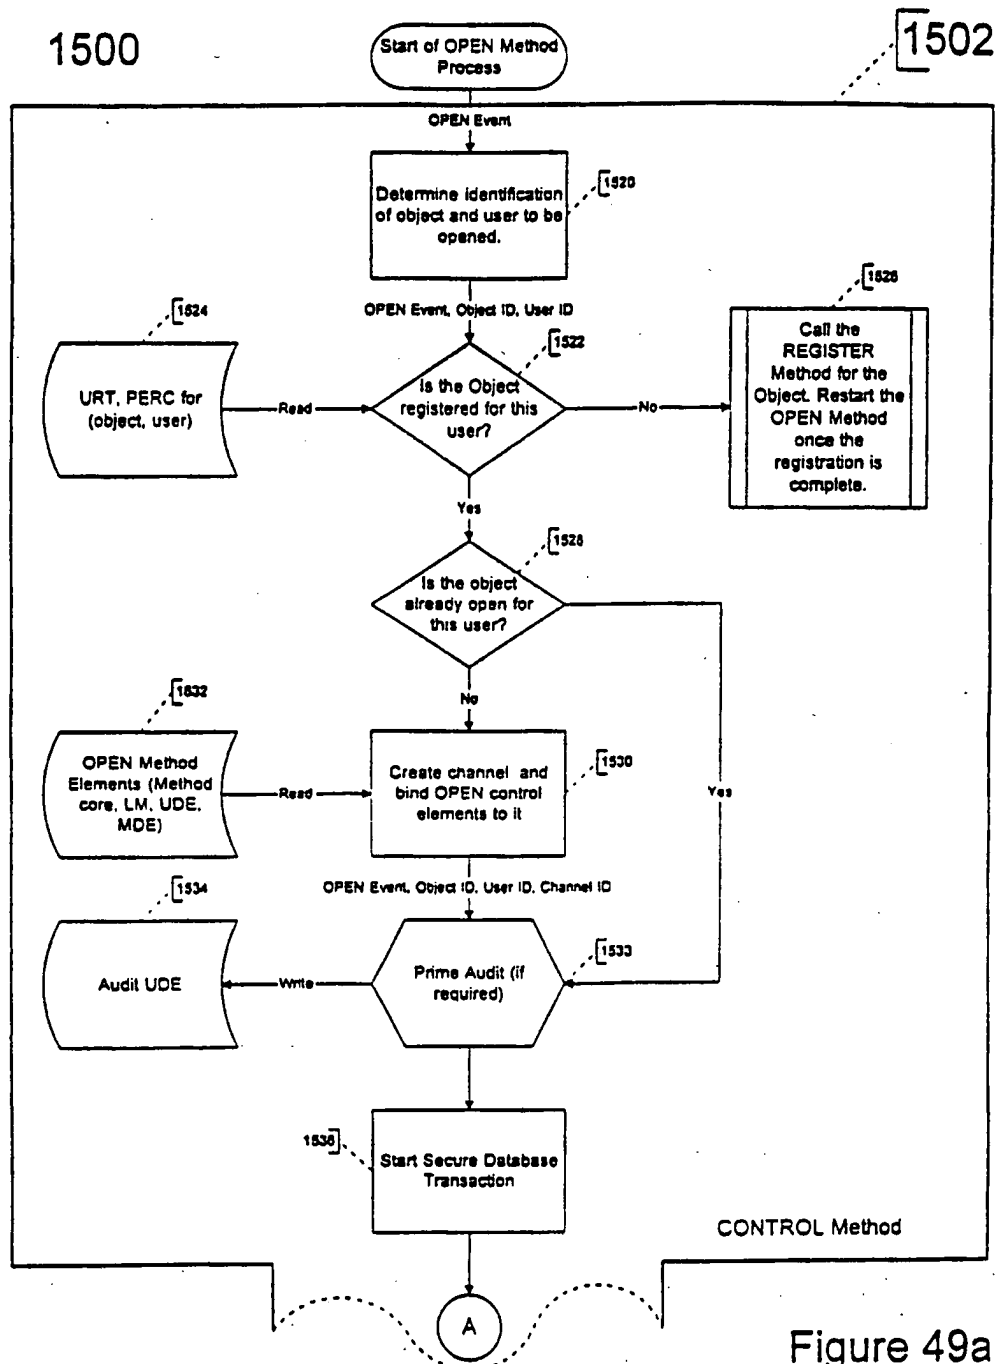 1500
1502
Start of OPEN Method
Process
OPEN Event
1520
Determine identification
of object and user to be
opened.
OPEN Event, Object ID, User ID
1524
1522
1526
URT, PERC for
(object, user)
Read
Is the Object
registered for this
user?
No
Call the
REGISTER
Method for the
Object. Restart the
OPEN Method
once the
registration is
complete.
Yes
1528
Is the object
already open for
this user?
No
Yes
1532
OPEN Method
Elements (Method
core, LM, UDE,
MDE)
Read
1530
Create channel and
bind OPEN control
elements to it
OPEN Event, Object ID, User ID, Channel ID
1534
Audit UDE
Write
1533
Prime Audit (if
required)
1536
Start Secure Database
Transaction
CONTROL Method
A
Figure 49a